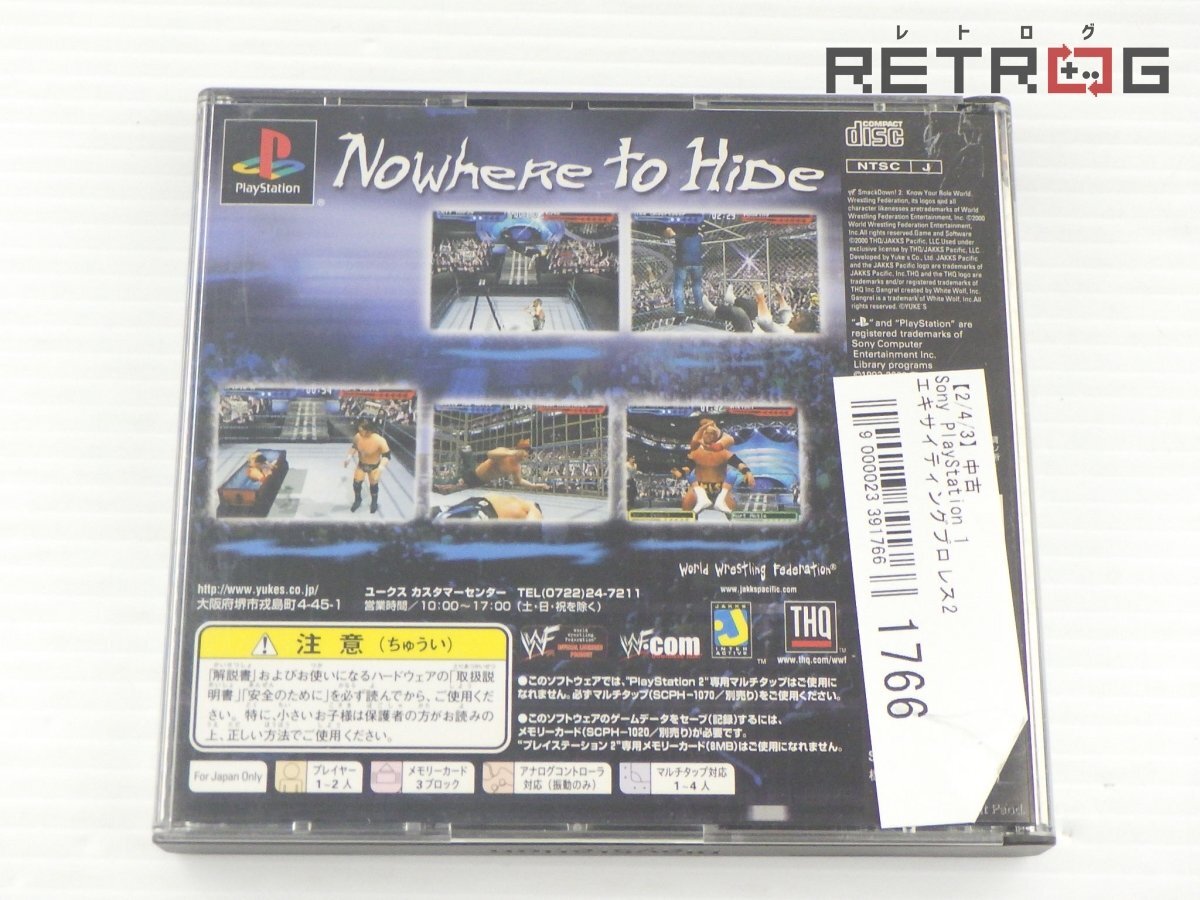 レトログ
RETROG
PlayStation
Nowhere to Hide
COMPACT
disc
NTSC J
SmackDown! 2: Know Your Role World
Wrestling Federation, its logos and all
character likenesses aretrademarks of World
Wrestling Federation Entertainment, Inc. ©2000
World Wrestling Federation Entertainment,
Inc.All rights reserved.Game and Software
©2000 THQ/JAKKS Pacific, LLC.Used under
exclusive license by THQ/JAKKS Pacific, LLC.
Developed by Yuke's Co., Ltd. JAKKS Pacific
and the JAKKS Pacific logo are trademarks of
JAKKS Pacific, Inc.THQ and the THQ logo are
trademarks and/or registered trademarks of
THQ Inc.Gangrel created by White Wolf, Inc.
Gangrel is a trademark of White Wolf, Inc.All
rights reserved. ©YUKE'S
" " and "PlayStation" are
registered trademarks of
Sony Computer
Entertainment Inc.
Library programs
【2/4/3】中古
Sony PlayStation 1
エキサイティングプロレス2
9 000023 391766
1766
World Wrestling Federation®
http://www.yukes.co.jp/
大阪府堺市戎島町4-45-1
ユークス カスタマーセンター TEL(0722)24-7211
営業時間/10:00〜17:00 (土・日・祝を除く)
www.jakkspacific.com
WF.com
JAKKS
INTERACTIVE
TM
THQ
www.thq.com/wwf
注意(ちゅうい)
「解説書」およびお使いになるハードウェアの「取扱説
明書」「安全のために」を必ず読んでから、ご使用くだ
さい。特に、小さいお子様は保護者の方がお読みの
上、正しい方法でご使用ください。
●このソフトウェアでは、"PlayStation 2"専用マルチタップはご使用に
なれません。必ずマルチタップ(SCPH-1070/別売り)をご使用ください。
●このソフトウェアのゲームデータをセーブ(記録)するには、
メモリーカード(SCPH-1020/別売り)が必要です。
"プレイステーション 2"専用メモリーカード(8MB)はご使用になれません。
For Japan Only
プレイヤー
1〜2人
メモリーカード
3ブロック
アナログコントローラ
対応(振動のみ)
マルチタップ対応
1〜4人